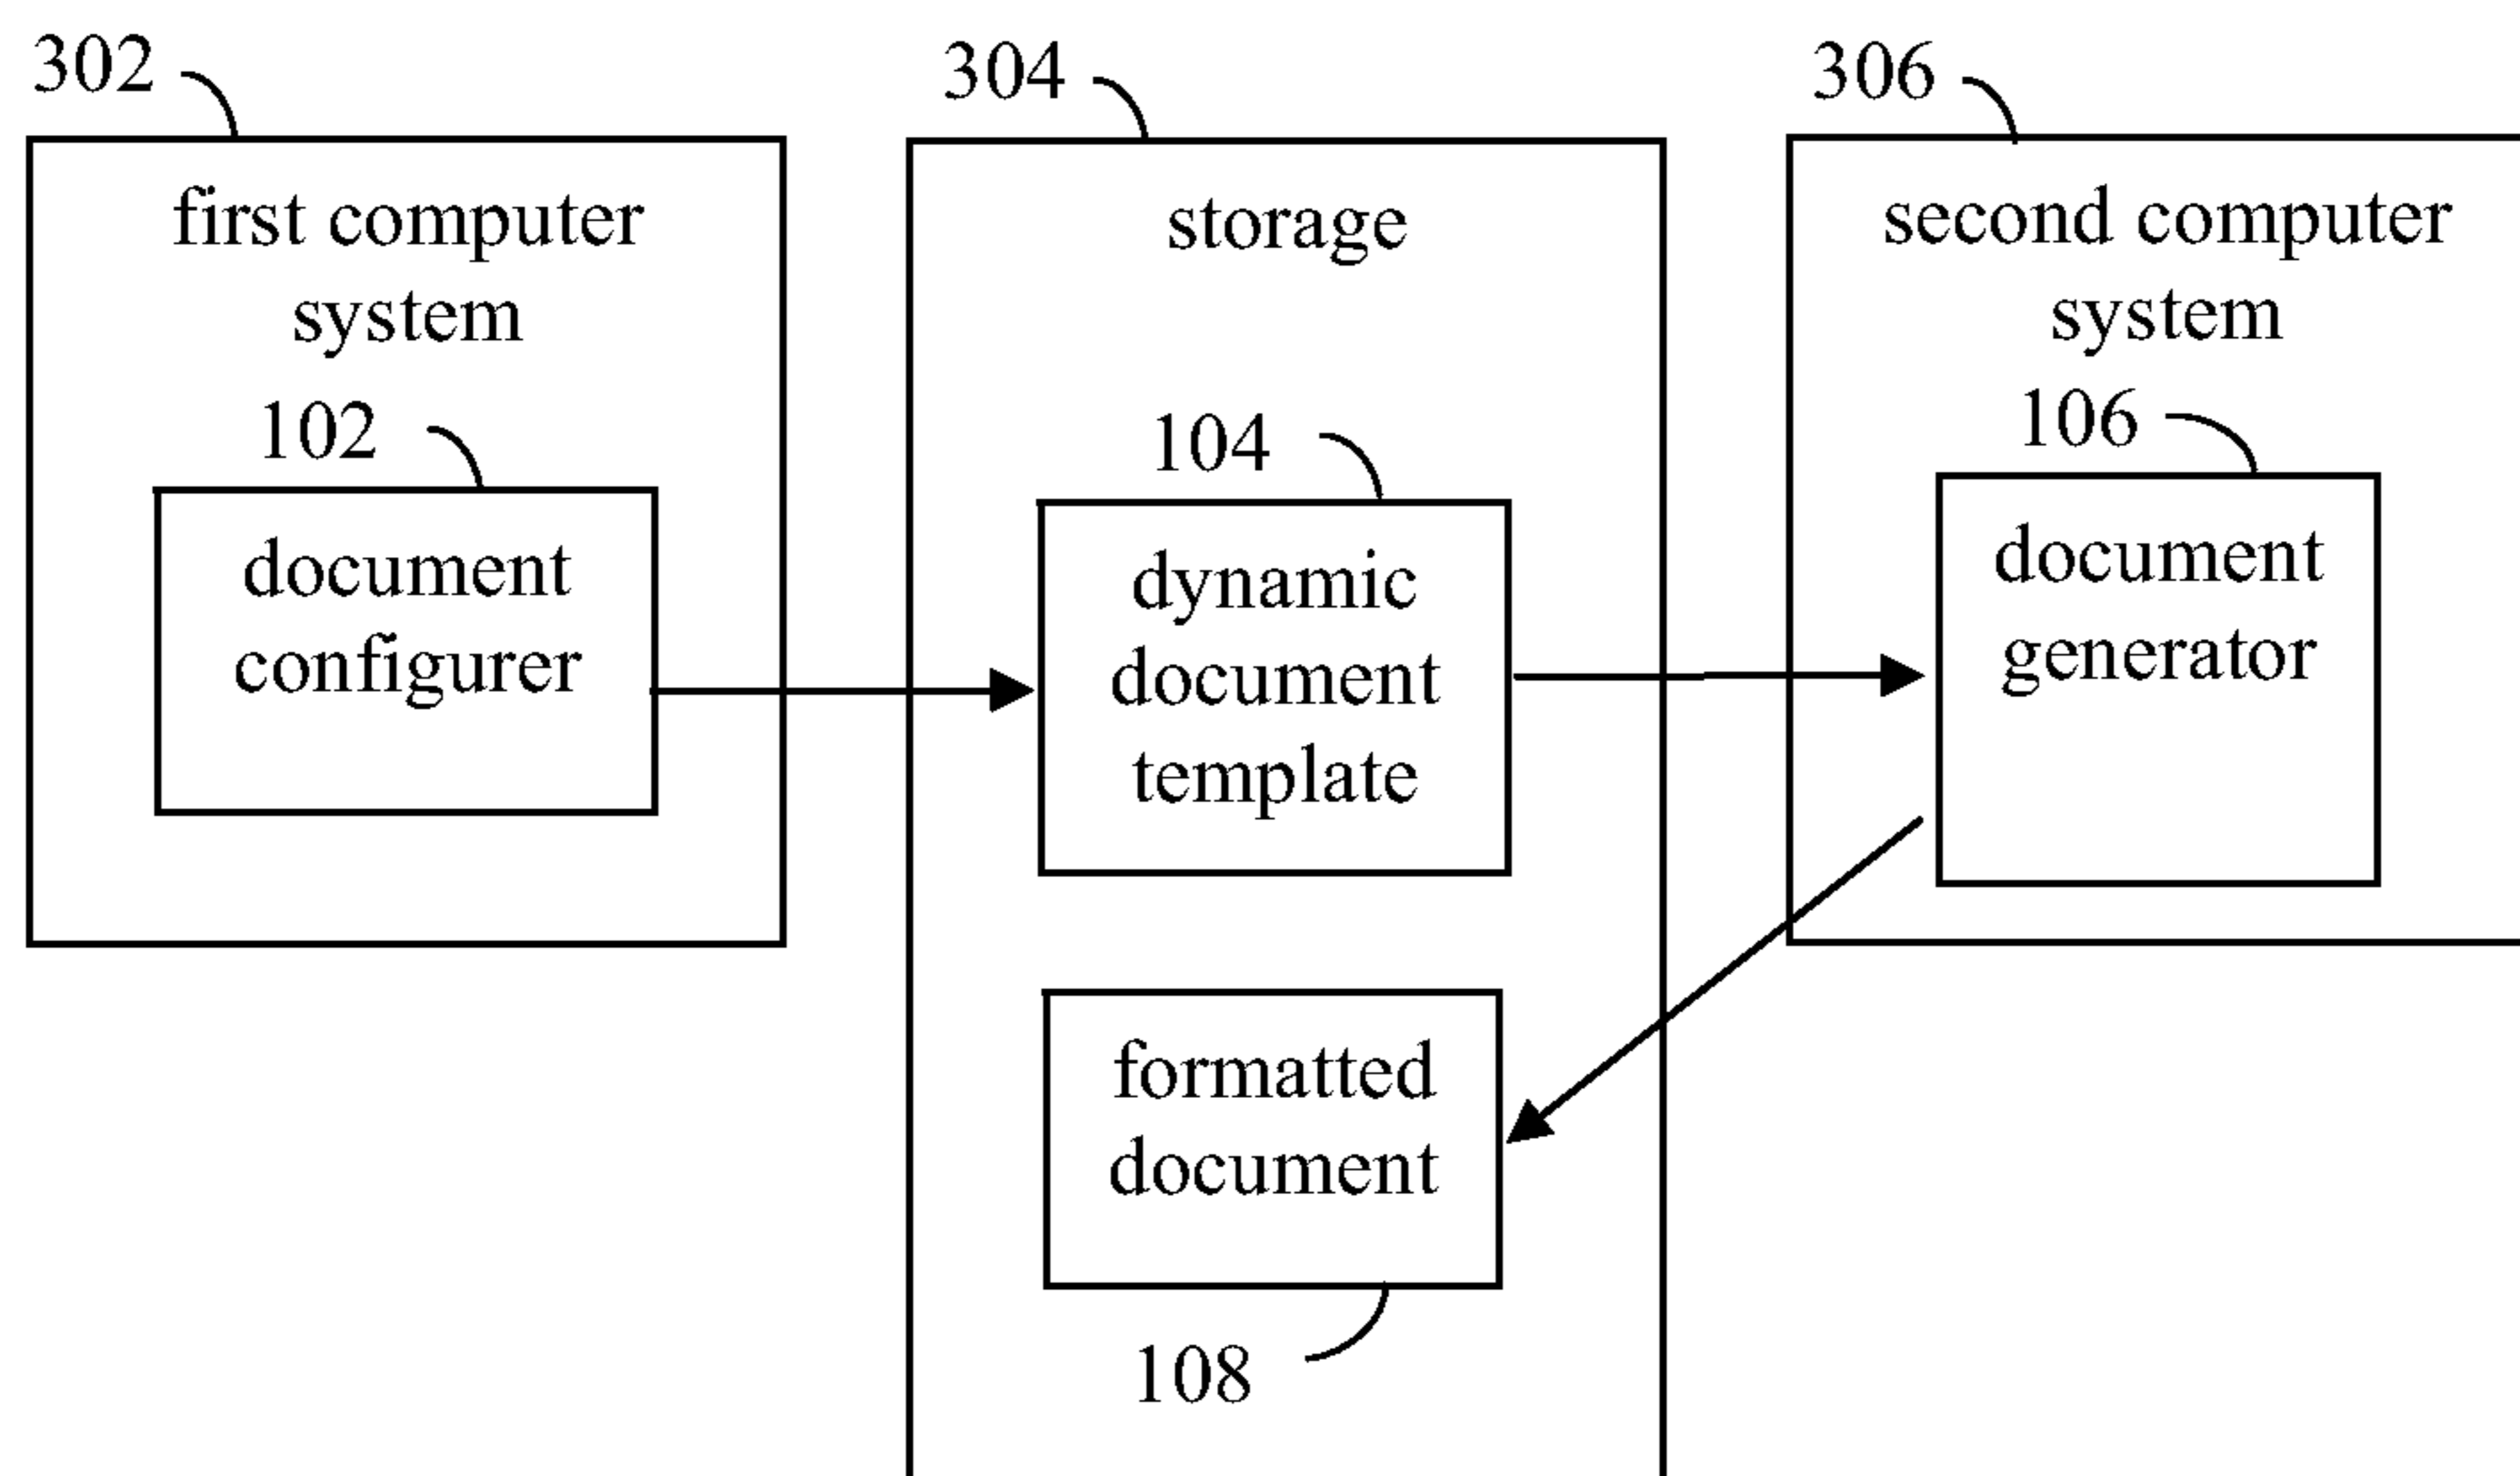 302
first computer
system
102
document
configurer
304
storage
104
dynamic
document
template
formatted
document
108
306
second computer
system
106
document
generator